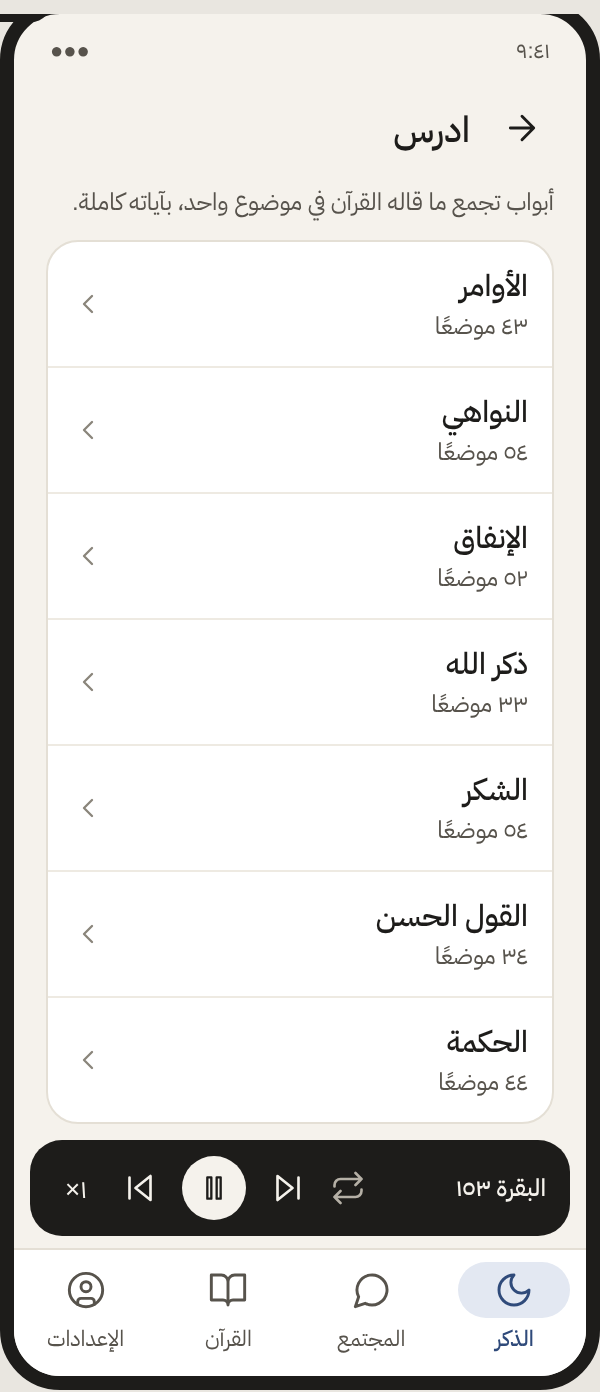 ٩:٤١
ادرس
أبواب تجمع ما قاله القرآن في موضوع واحد، بآياته كاملة.
الأوامر
٤٣ موضعًا
النواهي
٥٤ موضعًا
الإنفاق
٥٢ موضعًا
ذكر الله
٣٣ موضعًا
الشكر
٥٤ موضعًا
القول الحسن
٣٤ موضعًا
الحكمة
٤٤ موضعًا
البقرة ١٥٣
١×
الذكر
المجتمع
القرآن
الإعدادات